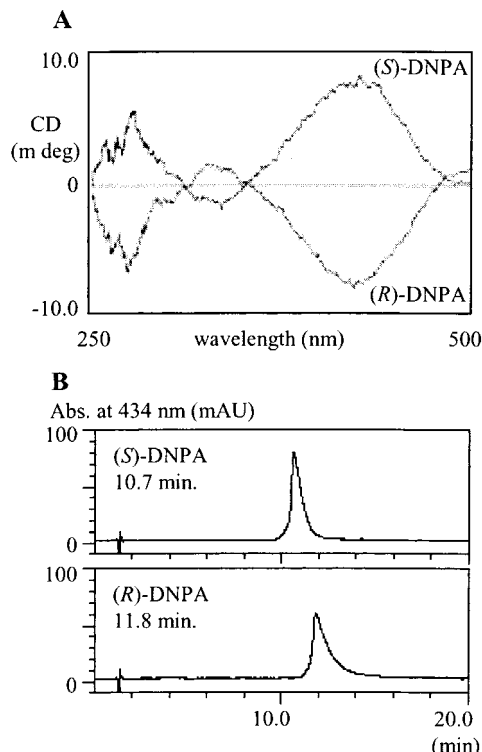 A
10.0
(S)-DNPA
CD
(m deg)
0
(R)-DNPA
-10.0
250 wavelength (nm) 500
B
Abs. at 434 nm (mAU)
100
(S)-DNPA
10.7 min.
0
100
(R)-DNPA
11.8 min.
0
10.0 20.0
(min)